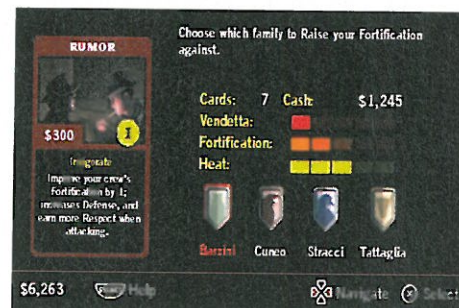 Choose which family to Raise your Fortification
against.
RUMOR
$300
I
Invigorate
Improve your crew's
fortification by 1;
increases Defense, and
earn more Respect when
attacking.
Cards: 7 Cash: $1,245
Vendetta:
Fortification:
Heat:
Barzini Cuneo Stracci Tattaglia
$6,263 Help Navigate Select